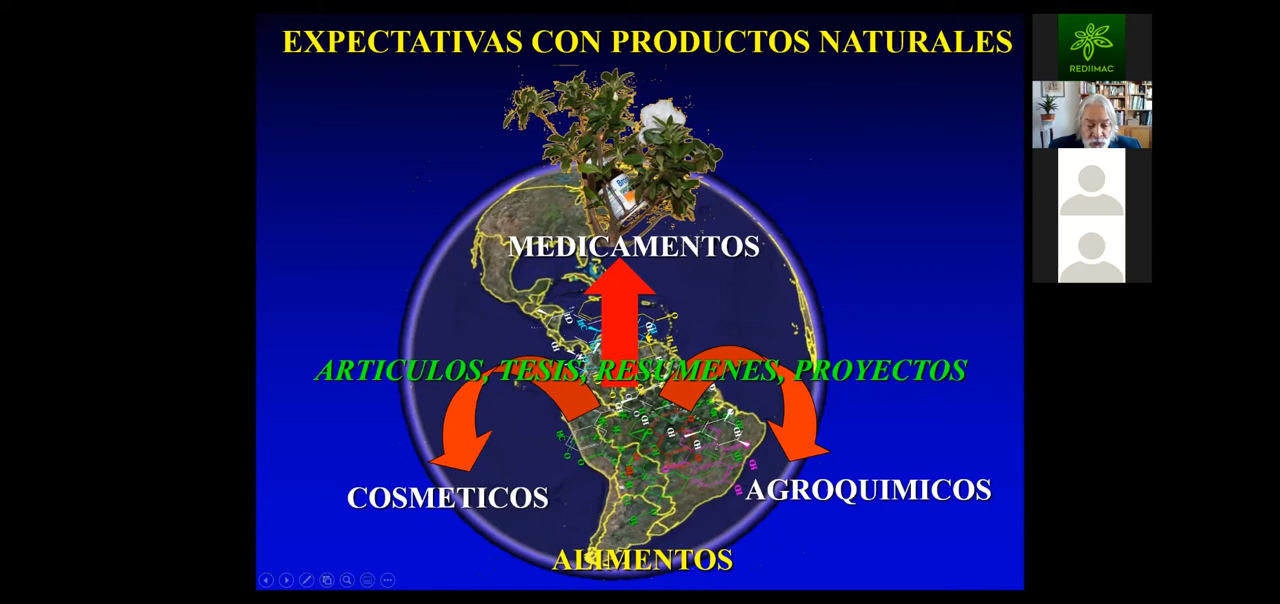 EXPECTATIVAS CON PRODUCTOS NATURALES
REDIIMAC
MEDICAMENTOS
ARTICULOS, TESIS, RESUMENES, PROYECTOS
COSMETICOS
AGROQUIMICOS
ALIMENTOS